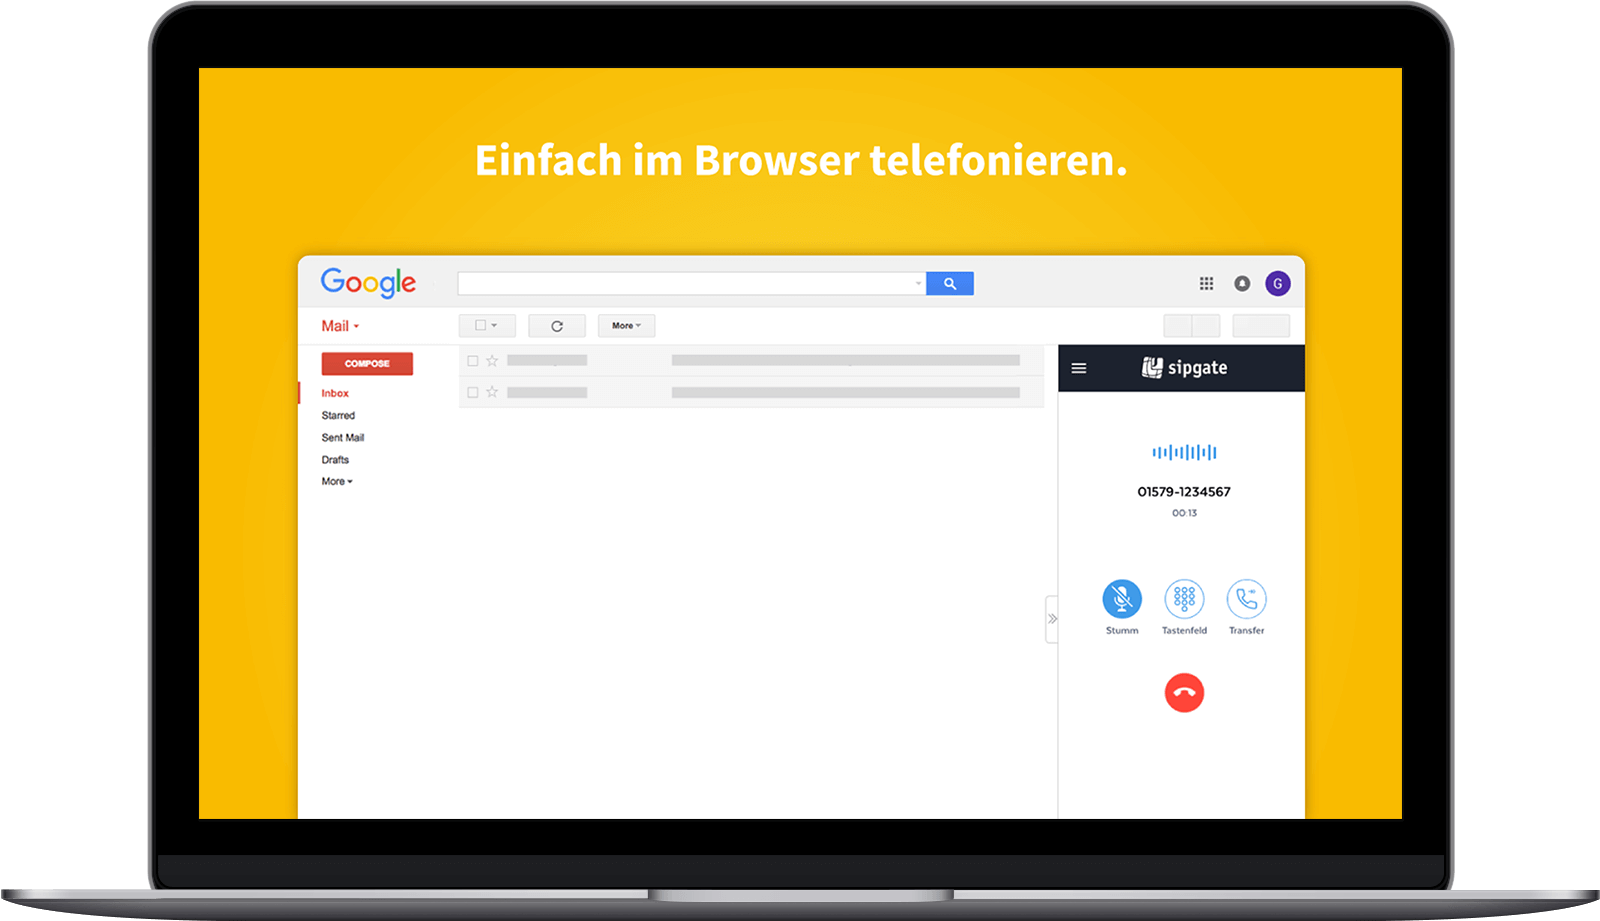 Einfach im Browser telefonieren.
Google
G
Mail
More
COMPOSE
Inbox
Starred
Sent Mail
Drafts
More
sipgate
01579-1234567
00:13
Stumm Tastenfeld Transfer